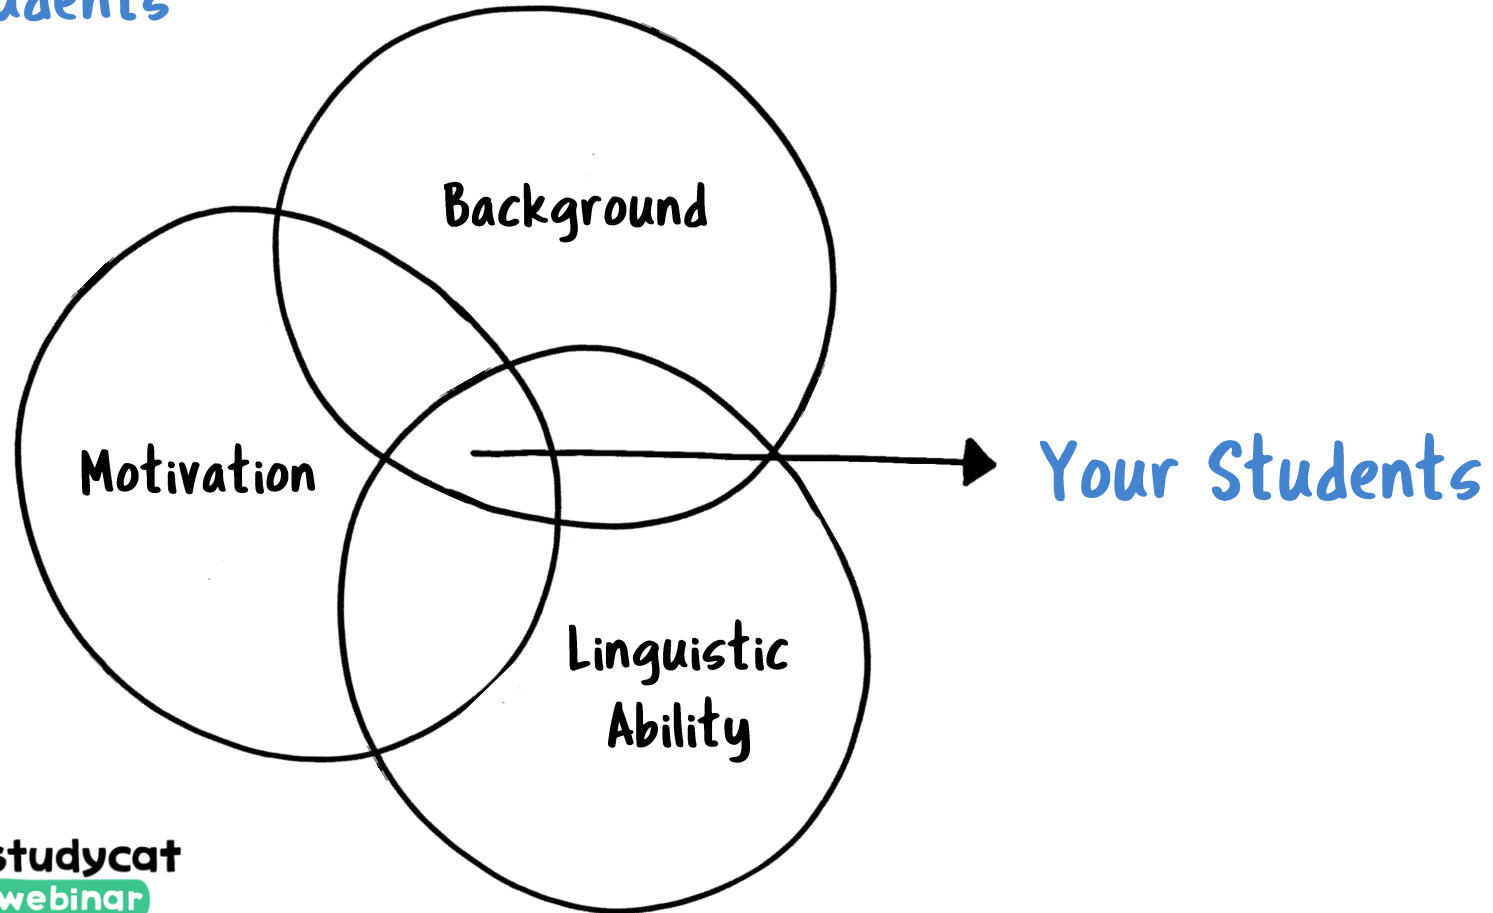 Background
Motivation
Your Students
Linguistic
Ability
studycat
webinar